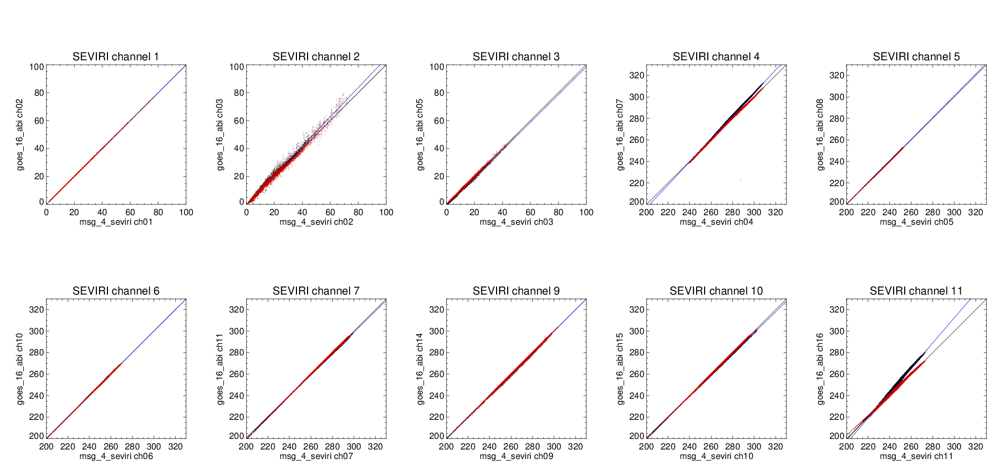 SEVIRI channel 1
goes_16_abi ch02
100
80
60
40
20
0
0 20 40 60 80 100
msg_4_seviri ch01
SEVIRI channel 2
goes_16_abi ch03
100
80
60
40
20
0
0 20 40 60 80 100
msg_4_seviri ch02
SEVIRI channel 3
goes_16_abi ch05
100
80
60
40
20
0
0 20 40 60 80 100
msg_4_seviri ch03
SEVIRI channel 4
goes_16_abi ch07
320
300
280
260
240
220
200
200 220 240 260 280 300 320
msg_4_seviri ch04
SEVIRI channel 5
goes_16_abi ch08
320
300
280
260
240
220
200
200 220 240 260 280 300 320
msg_4_seviri ch05
SEVIRI channel 6
goes_16_abi ch10
320
300
280
260
240
220
200
200 220 240 260 280 300 320
msg_4_seviri ch06
SEVIRI channel 7
goes_16_abi ch11
320
300
280
260
240
220
200
200 220 240 260 280 300 320
msg_4_seviri ch07
SEVIRI channel 9
goes_16_abi ch14
320
300
280
260
240
220
200
200 220 240 260 280 300 320
msg_4_seviri ch09
SEVIRI channel 10
goes_16_abi ch15
320
300
280
260
240
220
200
200 220 240 260 280 300 320
msg_4_seviri ch10
SEVIRI channel 11
goes_16_abi ch16
320
300
280
260
240
220
200
200 220 240 260 280 300 320
msg_4_seviri ch11